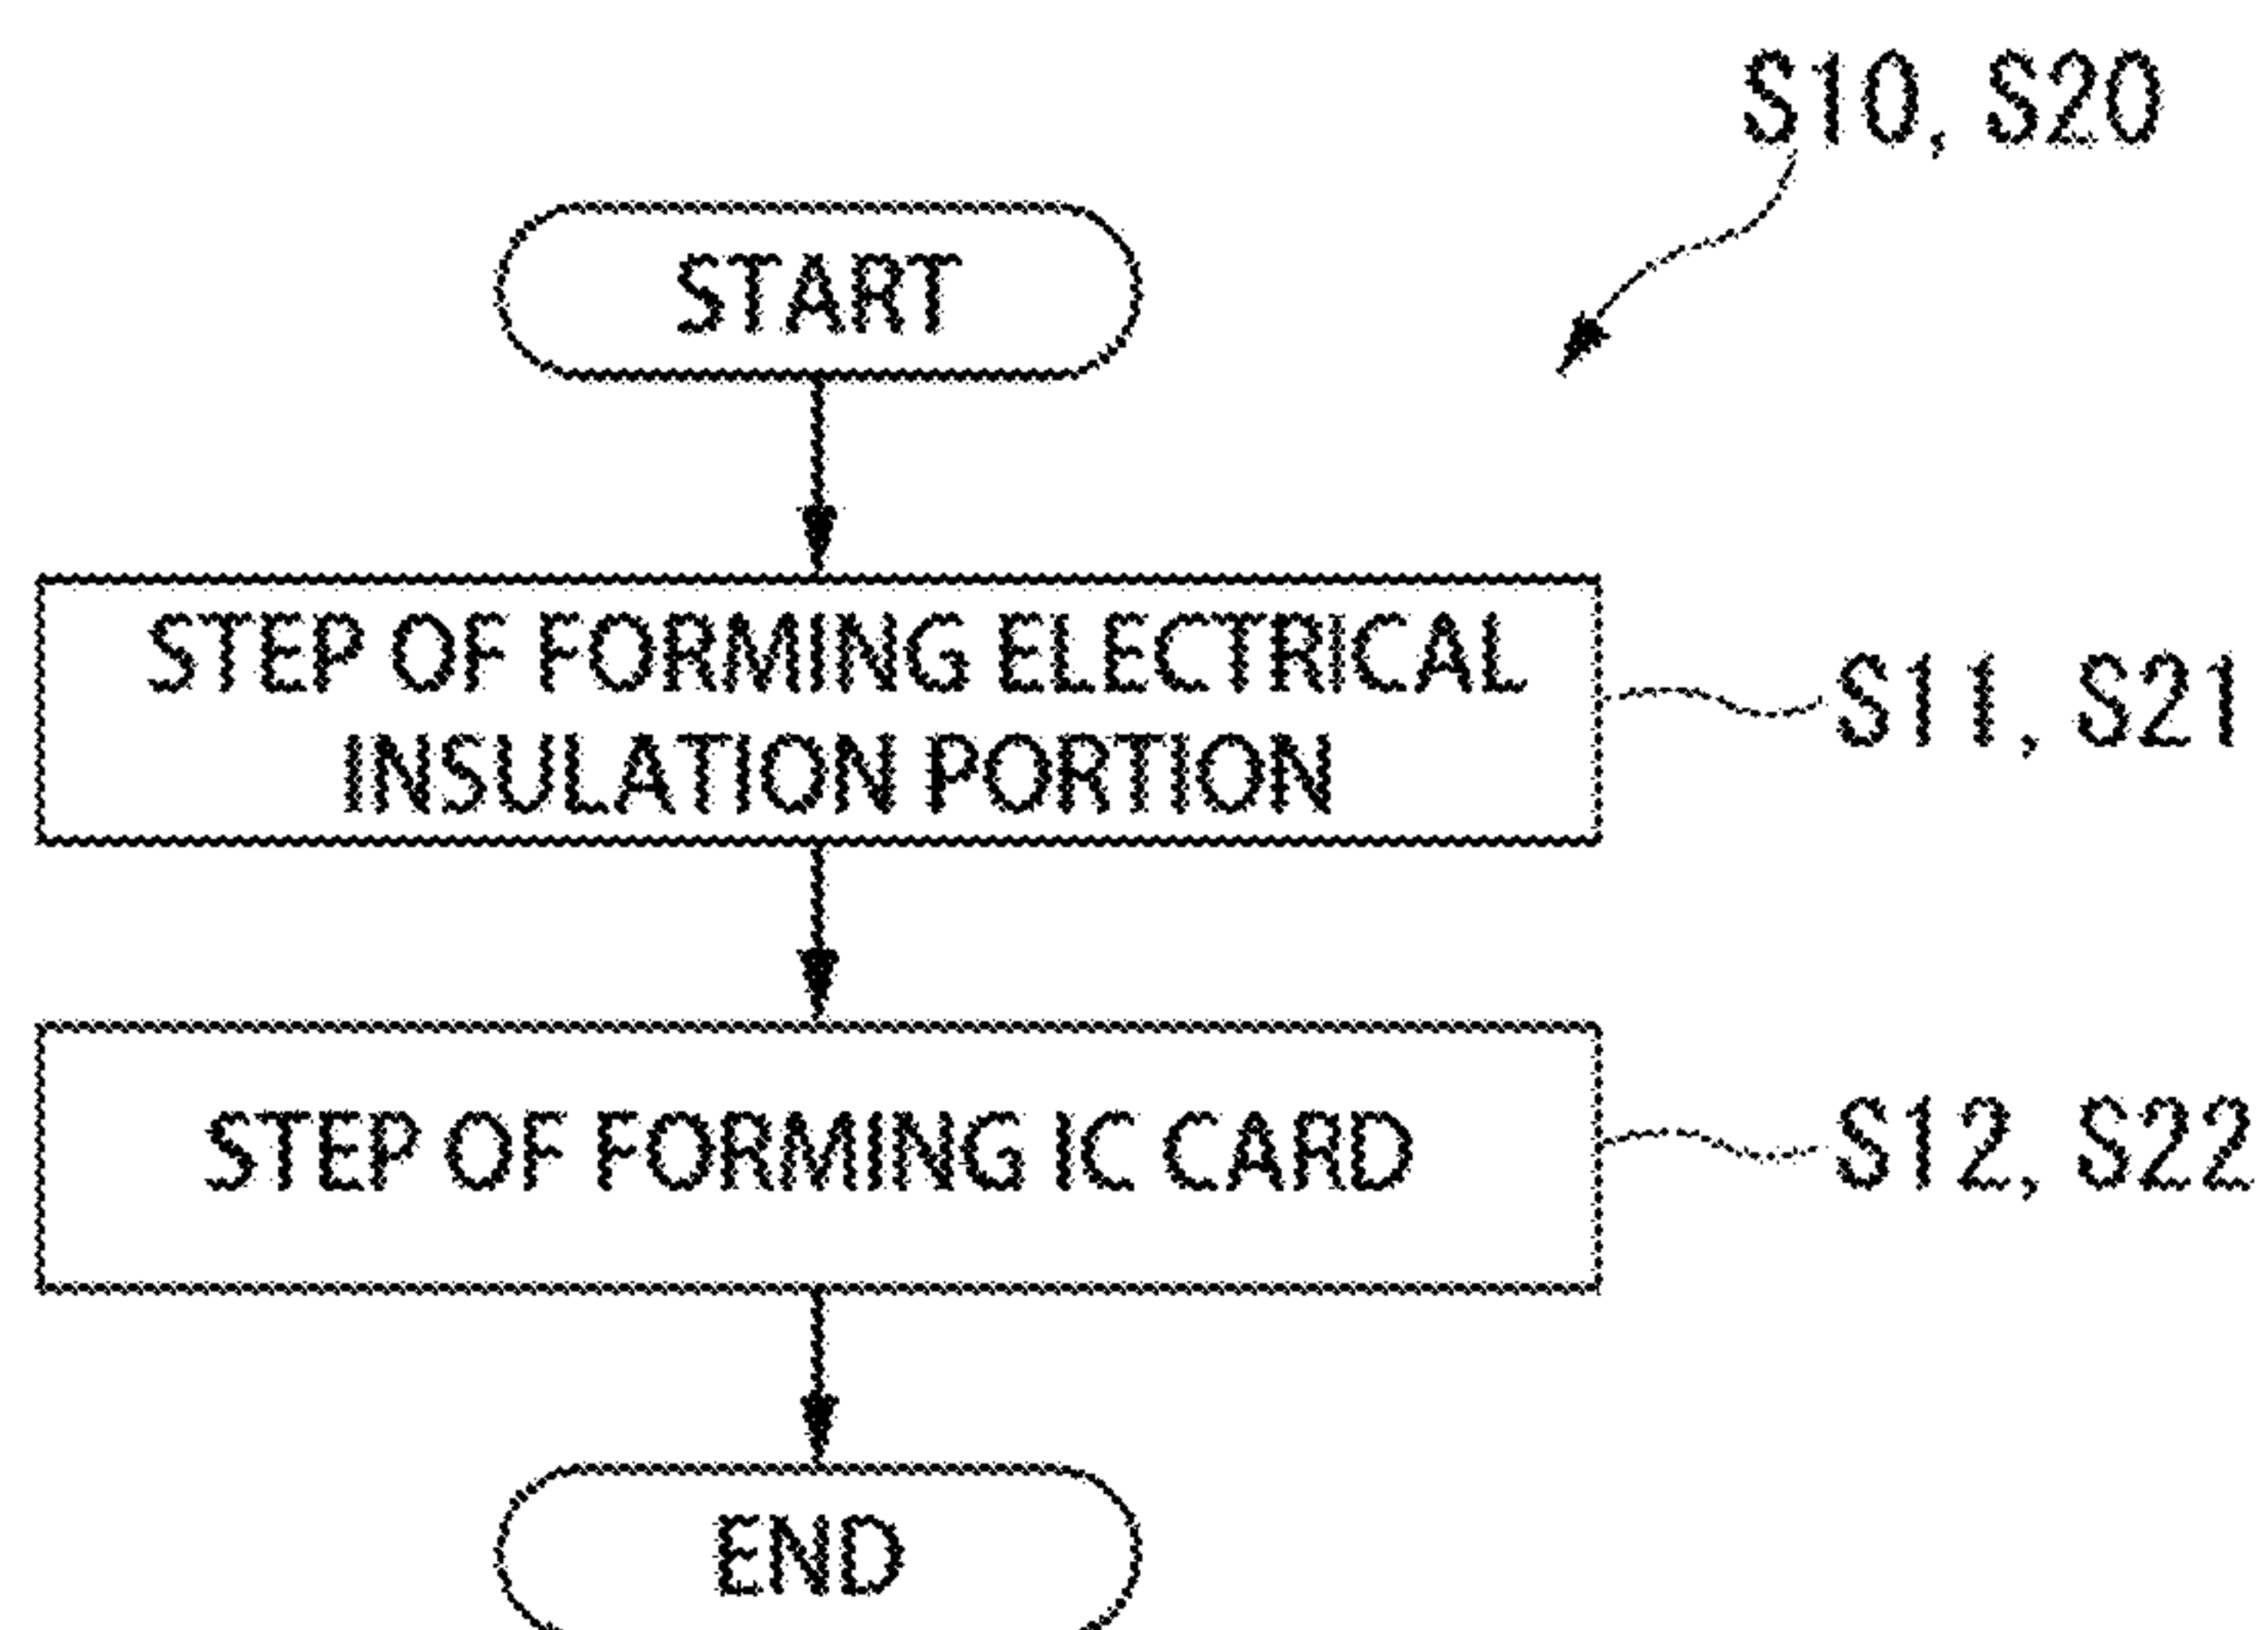 S10, S20
START
STEP OF FORMING ELECTRICAL
INSULATION PORTION
S11, S21
STEP OF FORMING IC CARD
S12, S22
END